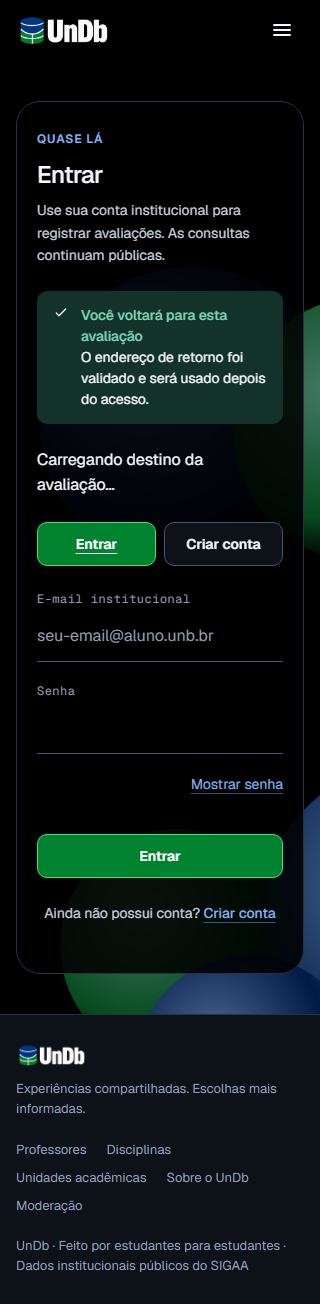 UnDb
QUASE LÁ
Entrar
Use sua conta institucional para
registrar avaliações. As consultas
continuam públicas.
Você voltará para esta
avaliação
O endereço de retorno foi
validado e será usado depois
do acesso.
Carregando destino da
avaliação...
Entrar Criar conta
E-mail institucional
seu-email@aluno.unb.br
Senha
Mostrar senha
Entrar
Ainda não possui conta? Criar conta
UnDb
Experiências compartilhadas. Escolhas mais
informadas.
Professores Disciplinas
Unidades acadêmicas Sobre o UnDb
Moderação
UnDb · Feito por estudantes para estudantes ·
Dados institucionais públicos do SIGAA